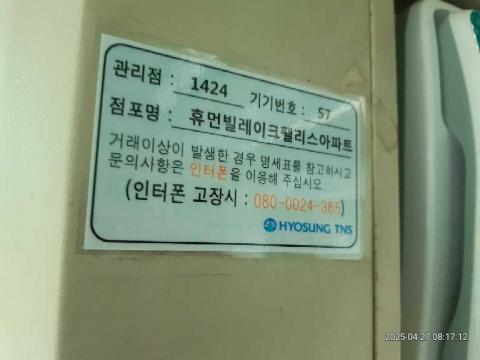 관리점 : 1424 기기번호 : 57
점포명 : 휴먼빌레이크팰리스아파트
거래이상이 발생한 경우 명세표를 참고하시고
문의사항은 인터폰을 이용해 주십시오.
(인터폰 고장시 : 080-0024-365)
HYOSUNG TNS
2025-04-27 08:17:12